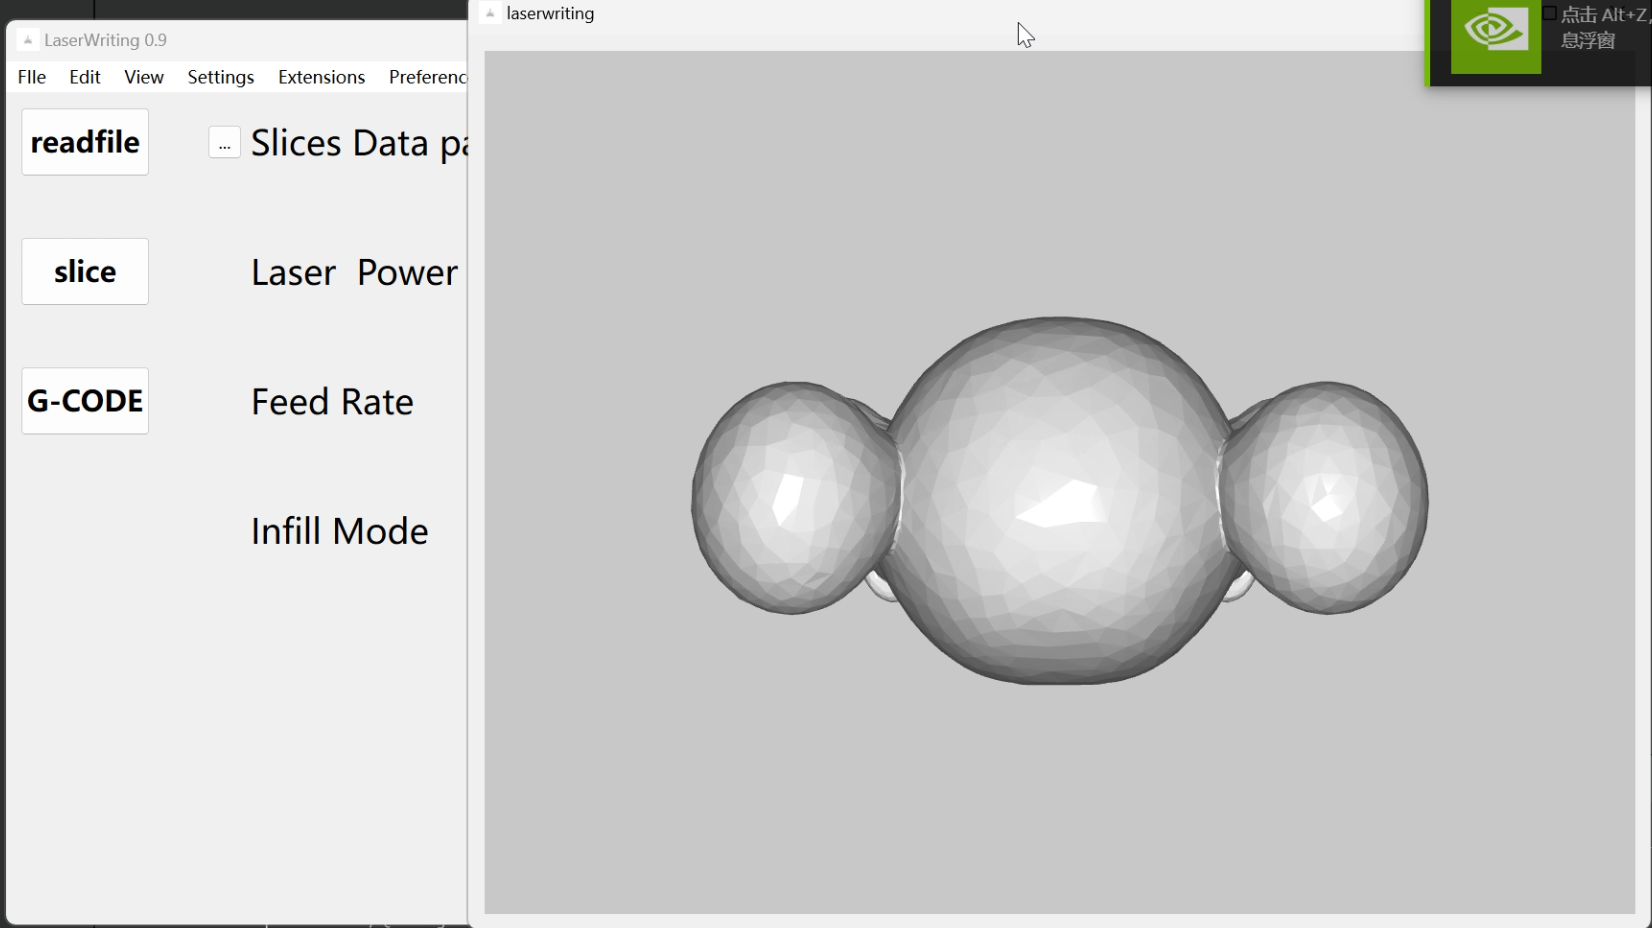 LaserWriting 0.9
FIle Edit View Settings Extensions Preferenc
readfile
... Slices Data pa
slice
Laser Power
G-CODE
Feed Rate
Infill Mode
laserwriting
点击 Alt+Z,
息浮窗